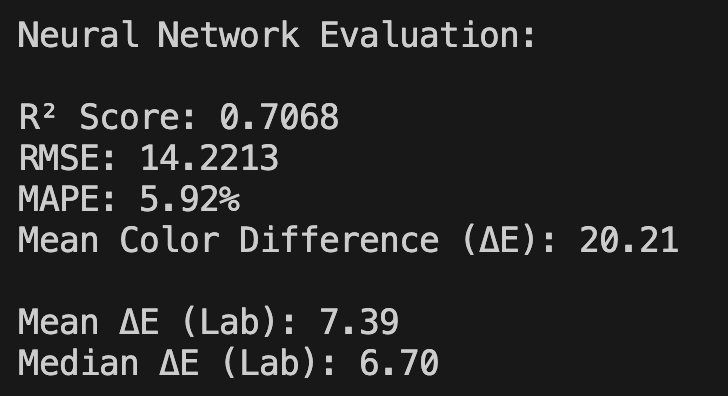 Neural Network Evaluation:
R² Score: 0.7068
RMSE: 14.2213
MAPE: 5.92%
Mean Color Difference (ΔE): 20.21
Mean ΔE (Lab): 7.39
Median ΔE (Lab): 6.70